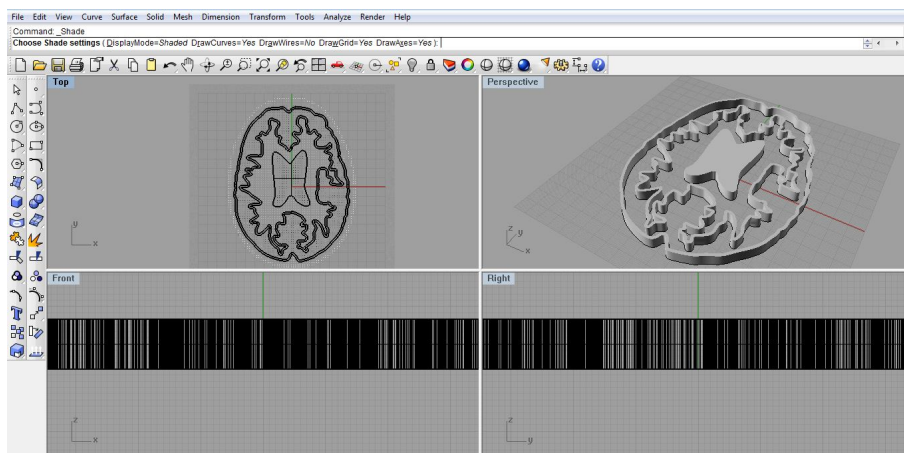 File Edit View Curve Surface Solid Mesh Dimension Transform Tools Analyze Render Help
Command: _Shade
Choose Shade settings ( DisplayMode=Shaded DrawCurves=Yes DrawWires=No DrawGrid=Yes DrawAxes=Yes ):
Top
Perspective
y
x
z
y
x
Front
Right
z
x
z
y